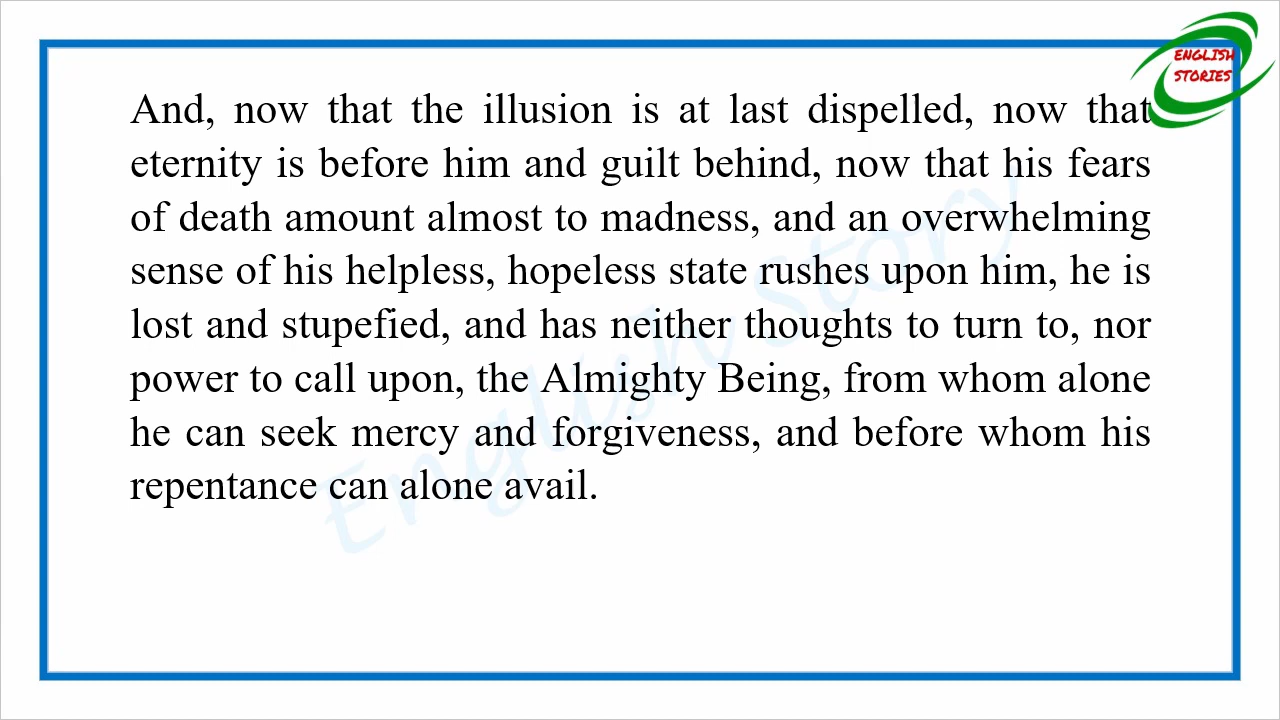 ENGLISH
STORIES
And, now that the illusion is at last dispelled, now that
eternity is before him and guilt behind, now that his fears
of death amount almost to madness, and an overwhelming
sense of his helpless, hopeless state rushes upon him, he is
lost and stupefied, and has neither thoughts to turn to, nor
power to call upon, the Almighty Being, from whom alone
he can seek mercy and forgiveness, and before whom his
repentance can alone avail.
English Story